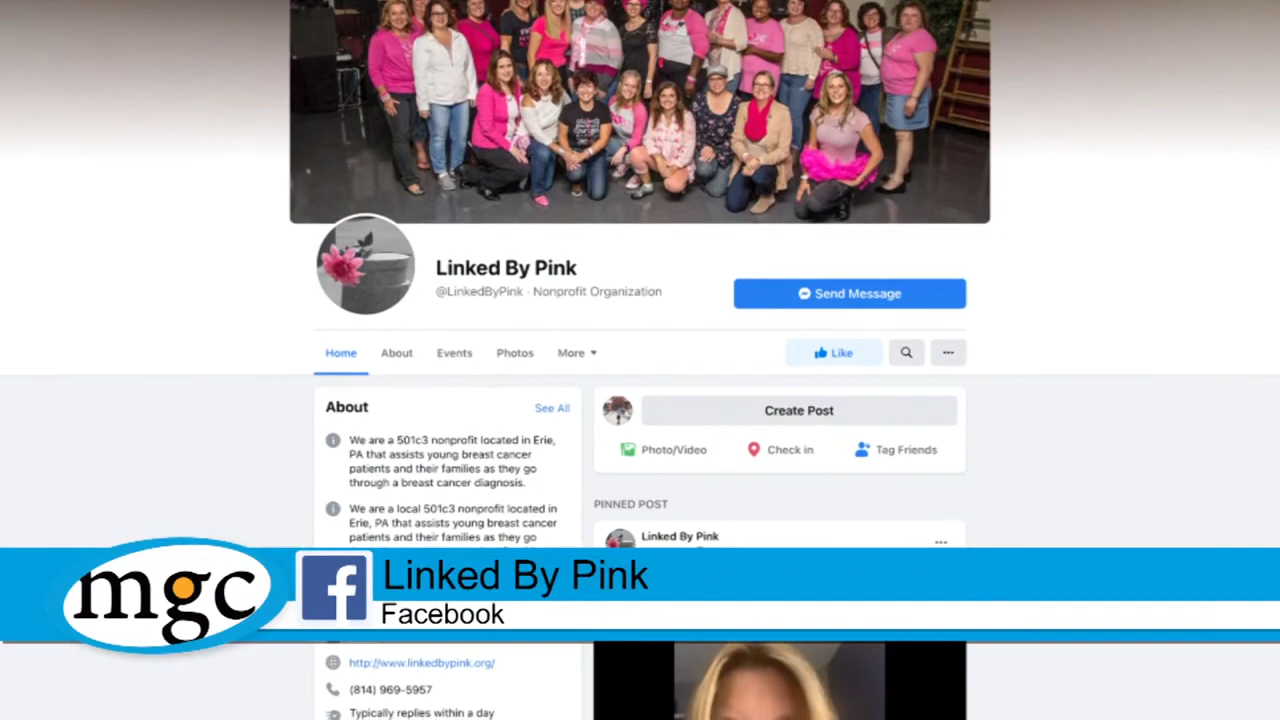 Linked By Pink
@LinkedByPink · Nonprofit Organization
Send Message
Home About Events Photos More
Like
About
See All
Create Post
We are a 501c3 nonprofit located in Erie,
PA that assists young breast cancer
patients and their families as they go
through a breast cancer diagnosis.
Photo/Video Check in Tag Friends
We are a local 501c3 nonprofit located in
Erie, PA that assists young breast cancer
patients and their families as they go
PINNED POST
Linked By Pink
mgc
f
Linked By Pink
Facebook
http://www.linkedbypink.org/
(814) 969-5957
Typically replies within a day